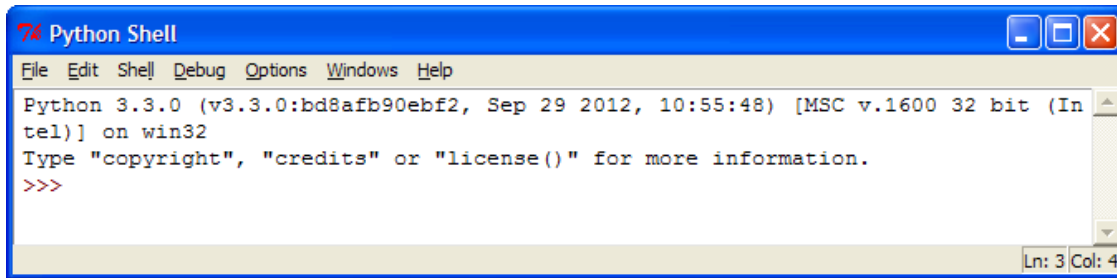 7% Python Shell
File Edit Shell Debug Options Windows Help
Python 3.3.0 (v3.3.0:bd8afb90ebf2, Sep 29 2012, 10:55:48) [MSC v.1600 32 bit (In
tel)] on win32
Type "copyright", "credits" or "license()" for more information.
>>>
Ln: 3 Col: 4